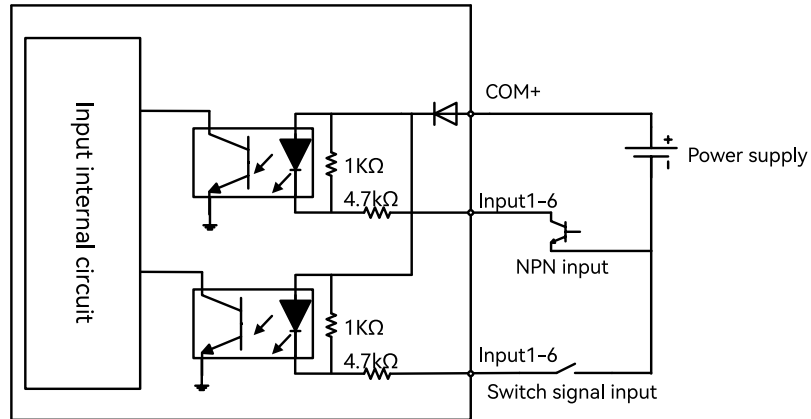 Input internal circuit
COM+
+
Power supply
-
1KΩ
4.7kΩ
Input1-6
NPN input
1KΩ
4.7kΩ
Input1-6
Switch signal input